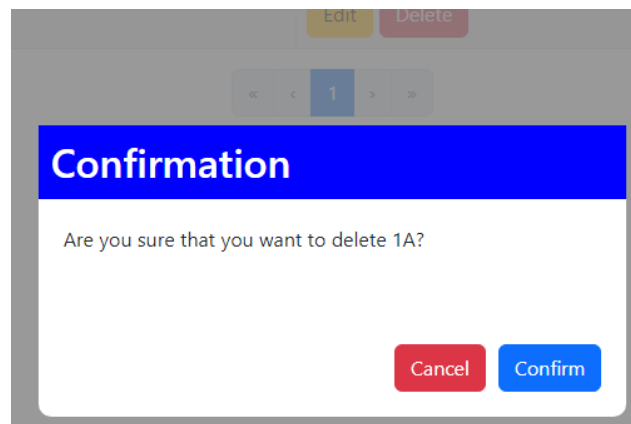 Edit Delete
« ‹ 1 › »
Confirmation
Are you sure that you want to delete 1A?
Cancel Confirm